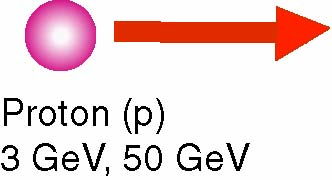 Proton (p)
3 GeV, 50 GeV